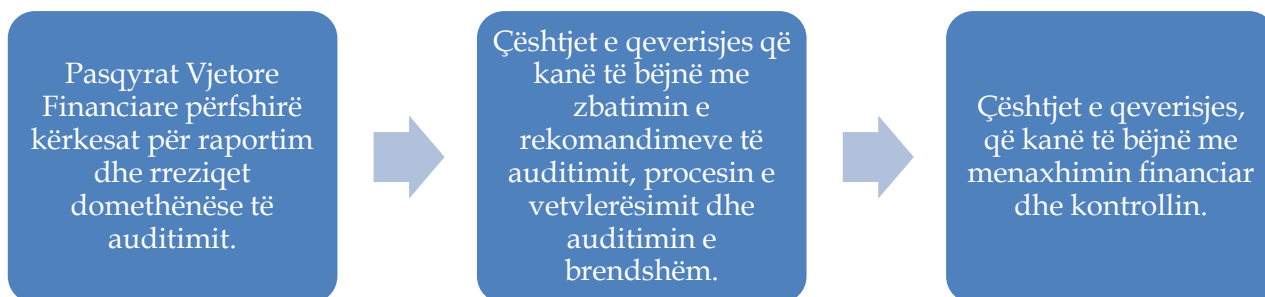 Pasqyrat Vjetore
Financiare përfshirë
kërkesat për raportim
dhe rreziqet
domethënëse të
auditimit.
Çështjet e qeverisjes që
kanë të bëjnë me
zbatimin e
rekomandimeve të
auditimit, procesin e
vetvlerësimit dhe
auditimin e
brendshëm.
Çështjet e qeverisjes,
që kanë të bëjnë me
menaxhimin financiar
dhe kontrollin.